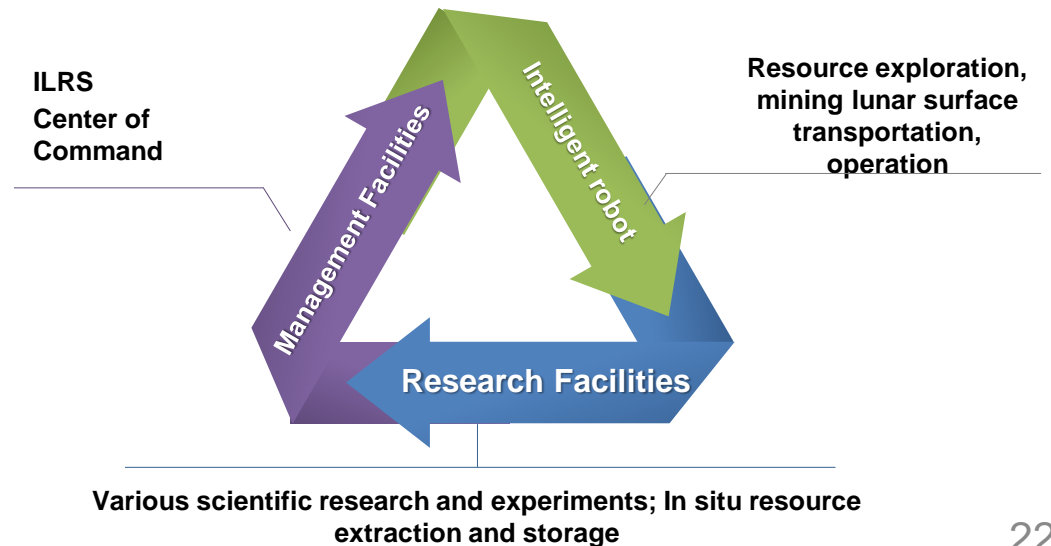 ILRS
Center of
Command
Management Facilities
Intelligent robot
Resource exploration,
mining lunar surface
transportation,
operation
Research Facilities
Various scientific research and experiments; In situ resource
extraction and storage
22